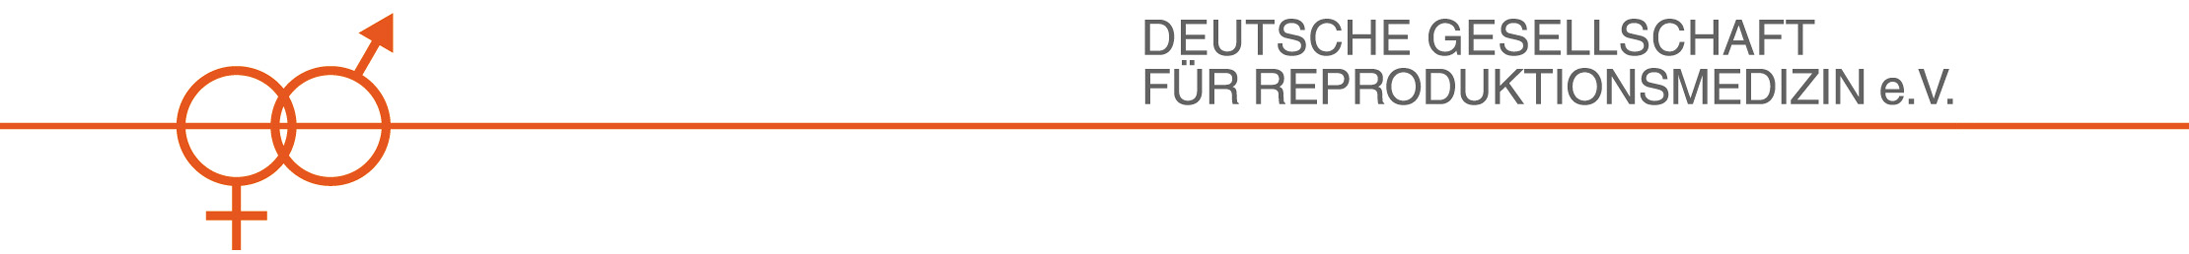 DEUTSCHE GESELLSCHAFT
FÜR REPRODUKTIONSMEDIZIN e.V.